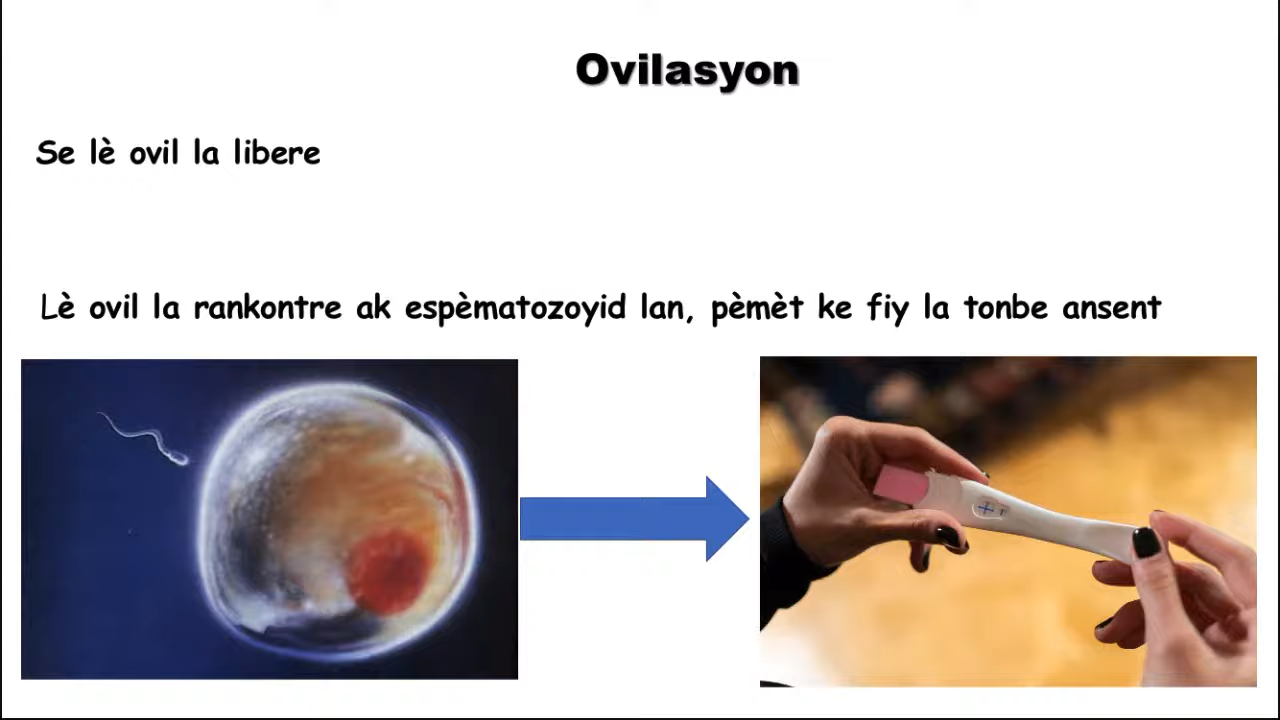 Ovilasyon
Se lè ovil la libere
Lè ovil la rankontre ak espèmatozoyid lan, pèmèt ke fiy la tonbe ansent